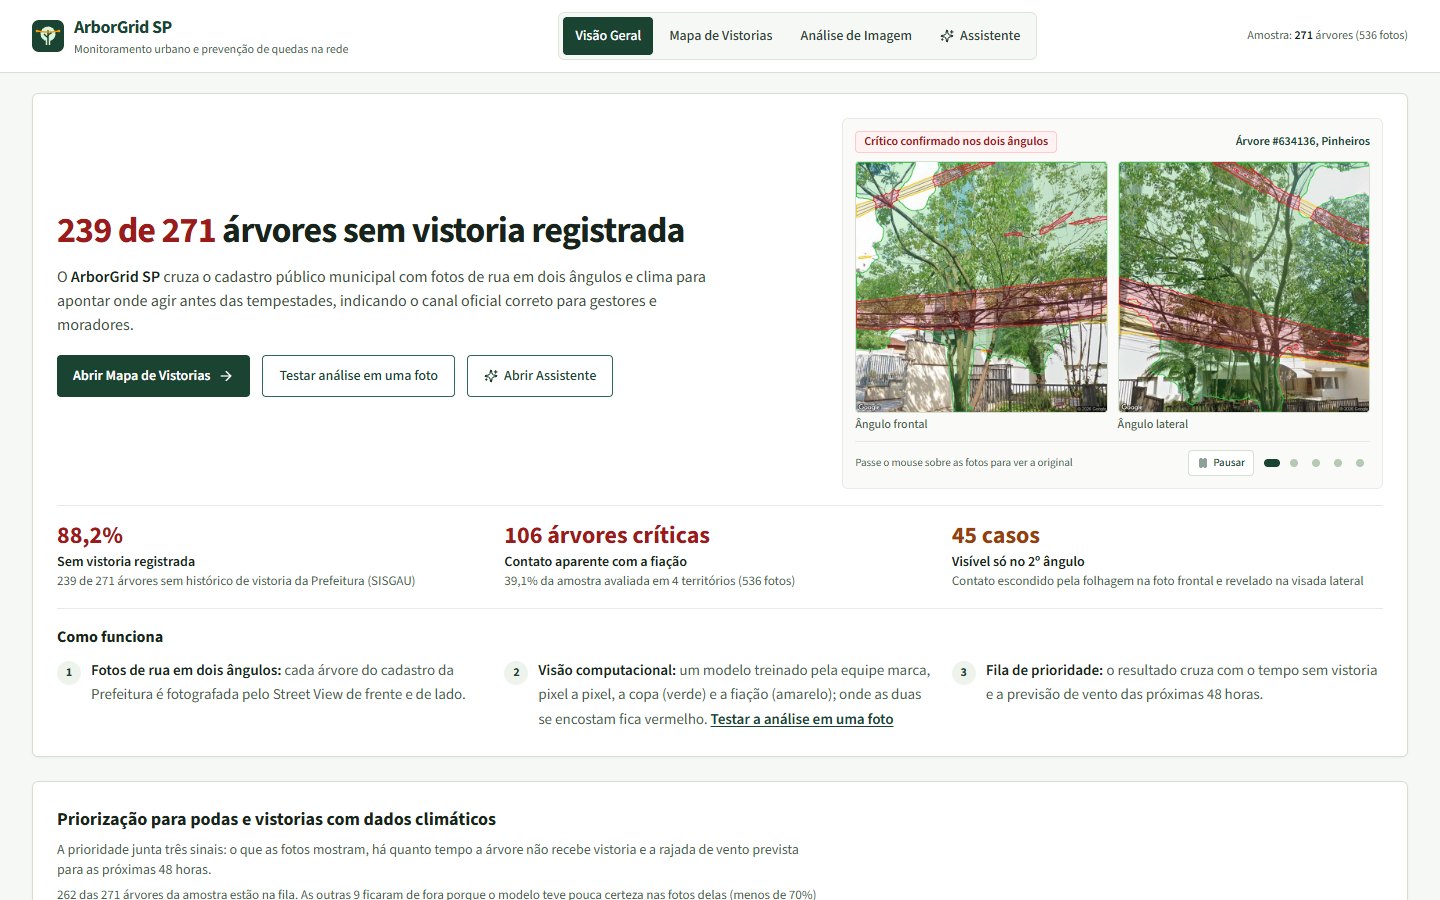 ArborGrid SP
Monitoramento urbano e prevenção de quedas na rede
Visão Geral
Mapa de Vistorias
Análise de Imagem
Assistente
Amostra: 271 árvores (536 fotos)
239 de 271 árvores sem vistoria registrada
O ArborGrid SP cruza o cadastro público municipal com fotos de rua em dois ângulos e clima para
apontar onde agir antes das tempestades, indicando o canal oficial correto para gestores e
moradores.
Abrir Mapa de Vistorias
Testar análise em uma foto
Abrir Assistente
Crítico confirmado nos dois ângulos
Árvore #634136, Pinheiros
Google
© 2026 Google
Google
© 2026 Google
Ângulo frontal
Ângulo lateral
Passe o mouse sobre as fotos para ver a original
Pausar
88,2%
Sem vistoria registrada
239 de 271 árvores sem histórico de vistoria da Prefeitura (SISGAU)
106 árvores críticas
Contato aparente com a fiação
39,1% da amostra avaliada em 4 territórios (536 fotos)
45 casos
Visível só no 2º ângulo
Contato escondido pela folhagem na foto frontal e revelado na visada lateral
Como funciona
1
Fotos de rua em dois ângulos: cada árvore do cadastro da
Prefeitura é fotografada pelo Street View de frente e de lado.
2
Visão computacional: um modelo treinado pela equipe marca,
pixel a pixel, a copa (verde) e a fiação (amarelo); onde as duas
se encostam fica vermelho. Testar a análise em uma foto
3
Fila de prioridade: o resultado cruza com o tempo sem vistoria
e a previsão de vento das próximas 48 horas.
Priorização para podas e vistorias com dados climáticos
A prioridade junta três sinais: o que as fotos mostram, há quanto tempo a árvore não recebe vistoria e a rajada de vento prevista
para as próximas 48 horas.
262 das 271 árvores da amostra estão na fila. As outras 9 ficaram de fora porque o modelo teve pouca certeza nas fotos delas (menos de 70%)